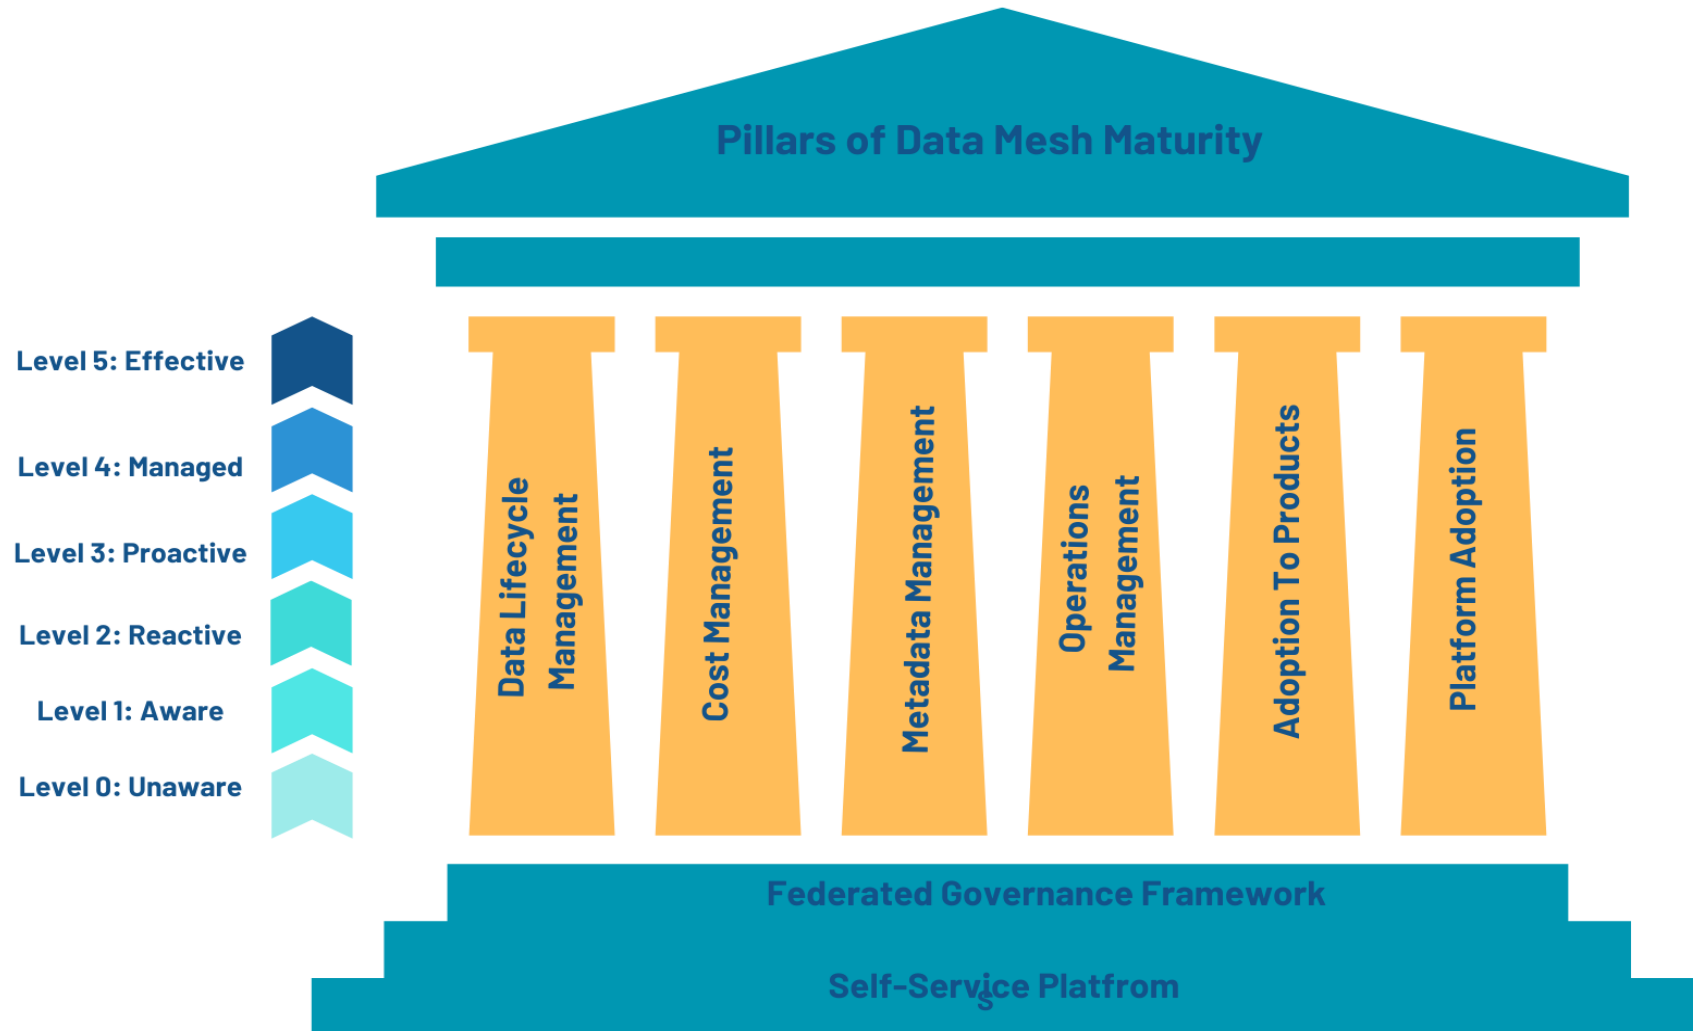 Pillars of Data Mesh Maturity
Level 5: Effective
Level 4: Managed
Level 3: Proactive
Level 2: Reactive
Level 1: Aware
Level 0: Unaware
Data Lifecycle
Management
Cost Management
Metadata Management
Operations
Management
Adoption To Products
Platform Adoption
Federated Governance Framework
Self-Service Platfrom
s